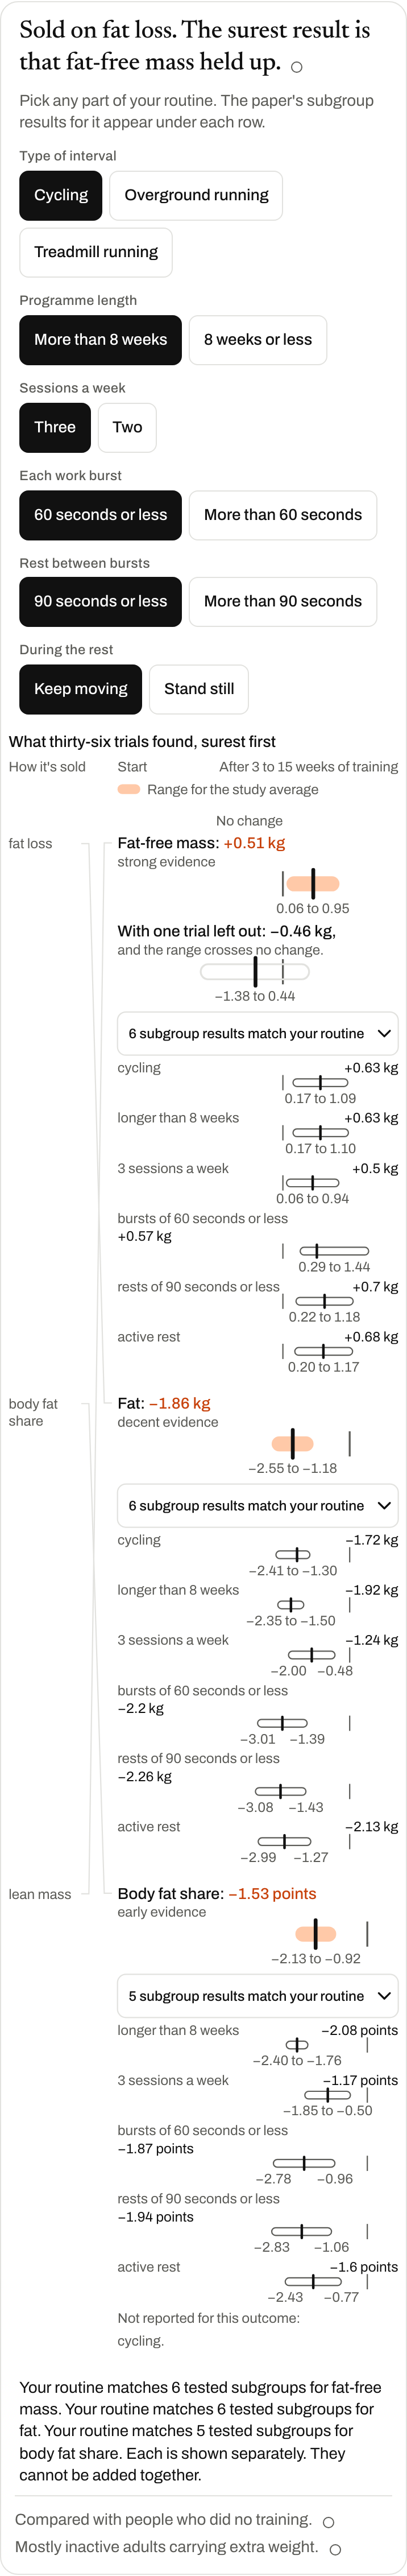 Sold on fat loss. The surest result is
that fat-free mass held up.
Pick any part of your routine. The paper's subgroup
results for it appear under each row.
Type of interval
Cycling
Overground running
Treadmill running
Programme length
More than 8 weeks
8 weeks or less
Sessions a week
Three
Two
Each work burst
60 seconds or less
More than 60 seconds
Rest between bursts
90 seconds or less
More than 90 seconds
During the rest
Keep moving
Stand still
What thirty-six trials found, surest first
How it's sold
Start
After 3 to 15 weeks of training
Range for the study average
No change
fat loss
Fat-free mass: +0.51 kg
strong evidence
0.06 to 0.95
With one trial left out: −0.46 kg,
and the range crosses no change.
−1.38 to 0.44
6 subgroup results match your routine
cycling
+0.63 kg
0.17 to 1.09
longer than 8 weeks
+0.63 kg
0.17 to 1.10
3 sessions a week
+0.5 kg
0.06 to 0.94
bursts of 60 seconds or less
+0.57 kg
0.29 to 1.44
rests of 90 seconds or less
+0.7 kg
0.22 to 1.18
active rest
+0.68 kg
0.20 to 1.17
body fat
share
Fat: −1.86 kg
decent evidence
−2.55 to −1.18
6 subgroup results match your routine
cycling
−1.72 kg
−2.41 to −1.30
longer than 8 weeks
−1.92 kg
−2.35 to −1.50
3 sessions a week
−1.24 kg
−2.00 −0.48
bursts of 60 seconds or less
−2.2 kg
−3.01 −1.39
rests of 90 seconds or less
−2.26 kg
−3.08 −1.43
active rest
−2.13 kg
−2.99 −1.27
lean mass
Body fat share: −1.53 points
early evidence
−2.13 to −0.92
5 subgroup results match your routine
longer than 8 weeks
−2.08 points
−2.40 to −1.76
3 sessions a week
−1.17 points
−1.85 to −0.50
bursts of 60 seconds or less
−1.87 points
−2.78 −0.96
rests of 90 seconds or less
−1.94 points
−2.83 −1.06
active rest
−1.6 points
−2.43 −0.77
Not reported for this outcome:
cycling.
Your routine matches 6 tested subgroups for fat-free
mass. Your routine matches 6 tested subgroups for
fat. Your routine matches 5 tested subgroups for
body fat share. Each is shown separately. They
cannot be added together.
Compared with people who did no training.
Mostly inactive adults carrying extra weight.